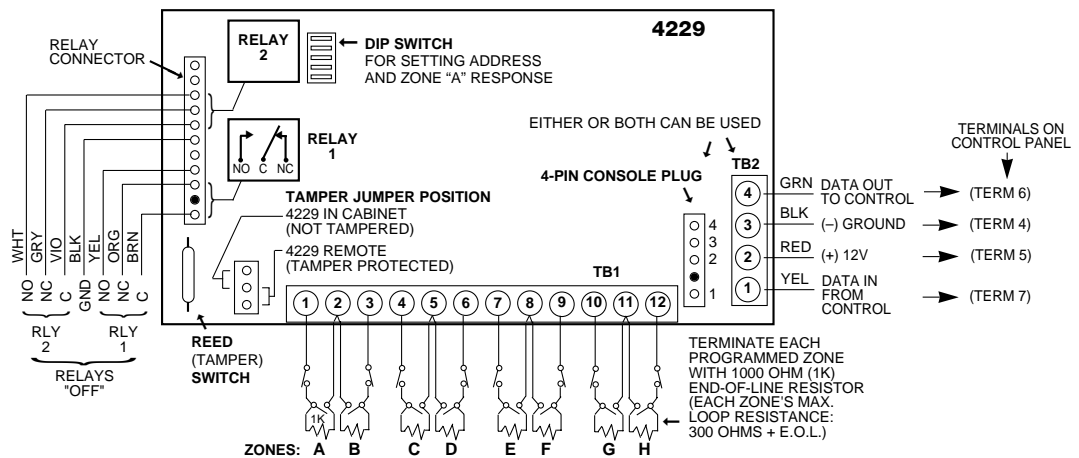 4229
RELAY
CONNECTOR
RELAY
2
DIP SWITCH
FOR SETTING ADDRESS
AND ZONE “A” RESPONSE
NO C NC
RELAY
1
EITHER OR BOTH CAN BE USED
TB2
TERMINALS ON
CONTROL PANEL
4-PIN CONSOLE PLUG
4
3
2
1
4 GRN DATA OUT
TO CONTROL (TERM 6)
3 BLK (–) GROUND (TERM 4)
2 RED (+) 12V (TERM 5)
1 YEL DATA IN
FROM
CONTROL (TERM 7)
TAMPER JUMPER POSITION
4229 IN CABINET
(NOT TAMPERED)
4229 REMOTE
(TAMPER PROTECTED)
WHT GRY VIO BLK YEL ORG BRN
NO NC C GND NO NC C
RLY
2
RLY
1
RELAYS
"OFF"
REED
(TAMPER)
SWITCH
TB1
1 2 3 4 5 6 7 8 9 10 11 12
1K
ZONES: A B C D E F G H
TERMINATE EACH
PROGRAMMED ZONE
WITH 1000 OHM (1K)
END-OF-LINE RESISTOR
(EACH ZONE'S MAX.
LOOP RESISTANCE:
300 OHMS + E.O.L.)